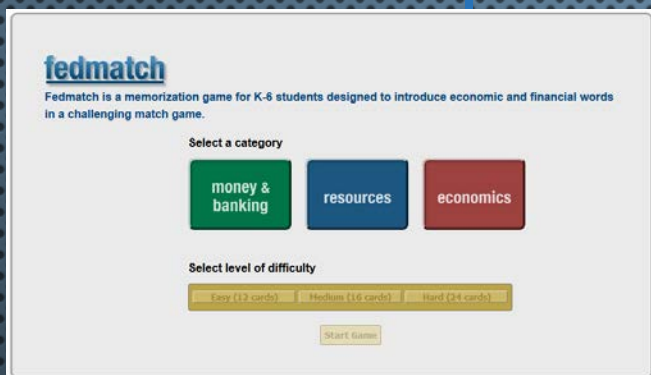 fedmatch
Fedmatch is a memorization game for K-6 students designed to introduce economic and financial words
in a challenging match game.
Select a category
money &
banking
resources
economics
Select level of difficulty
Easy (12 cards) Medium (16 cards) Hard (24 cards)
Start Game